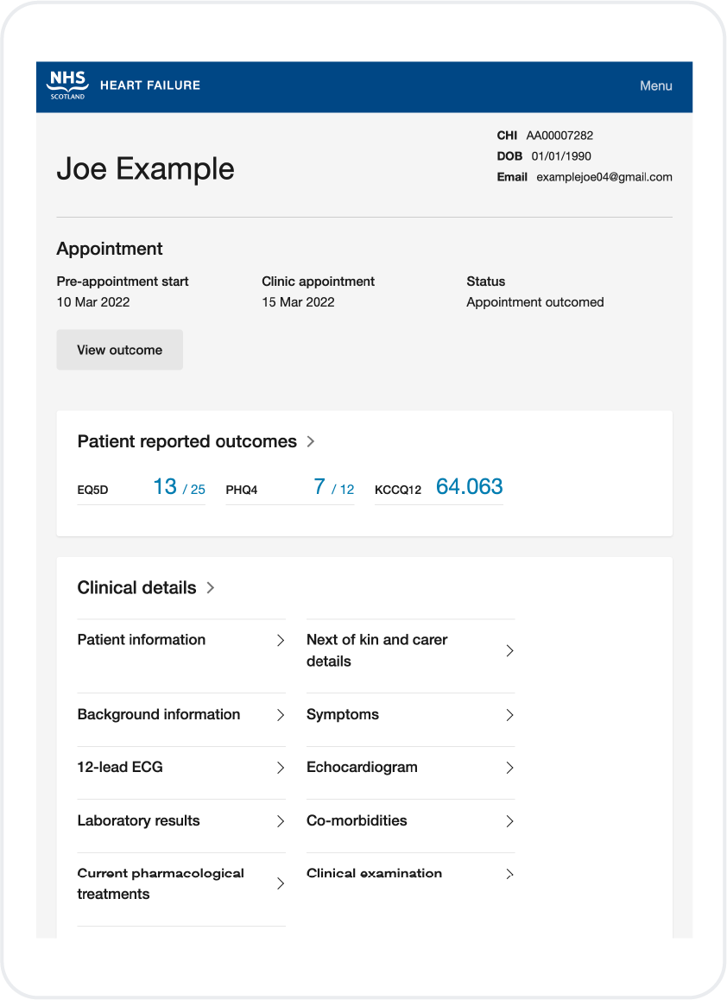 NHS
SCOTLAND
HEART FAILURE
Menu
Joe Example
CHI AA00007282
DOB 01/01/1990
Email examplejoe04@gmail.com
Appointment
Pre-appointment start
10 Mar 2022
Clinic appointment
15 Mar 2022
Status
Appointment outcomed
View outcome
Patient reported outcomes
EQ5D 13 / 25
PHQ4 7 / 12
KCCQ12 64.063
Clinical details
Patient information
Next of kin and carer
details
Background information
Symptoms
12-lead ECG
Echocardiogram
Laboratory results
Co-morbidities
Current pharmacological
treatments
Clinical examination